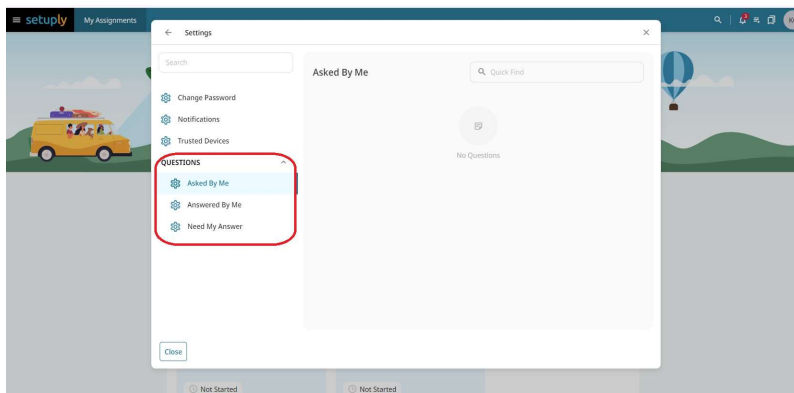 setuply My Assignments
Settings
Search
Change Password
Notifications
Trusted Devices
QUESTIONS
Asked By Me
Answered By Me
Need My Answer
Asked By Me
Quick Find
No Questions
Close
Not Started
Not Started